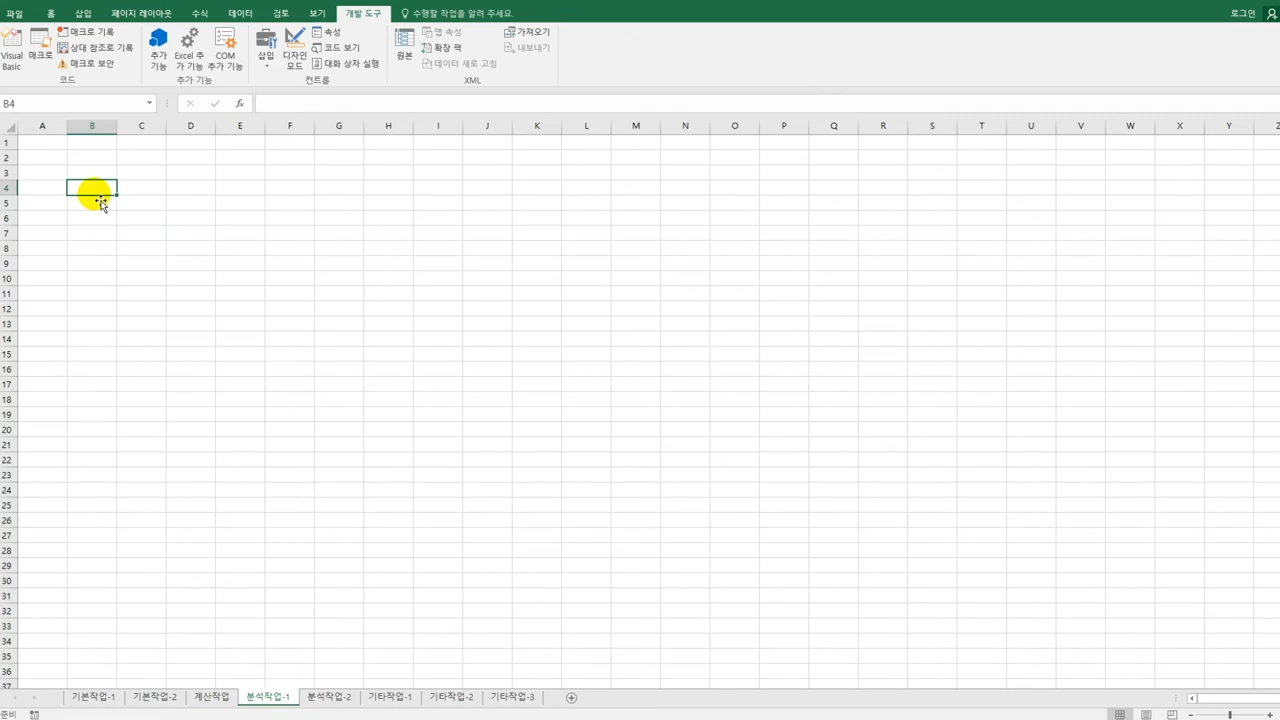 파일 홈 삽입 페이지 레이아웃 수식 데이터 검토 보기 개발 도구 수행할 작업을 알려 주세요. 로그인
Visual Basic
매크로
매크로 기록
상대 참조로 기록
매크로 보안
코드
추가 기능
Excel 추가 기능
COM 추가 기능
추가 기능
삽입
디자인 모드
속성
코드 보기
대화 상자 실행
컨트롤
원본
맵 속성
확장 팩
데이터 새로 고침
가져오기
내보내기
XML
B4 fx
A B C D E F G H I J K L M N O P Q R S T U V W X Y Z
1
2
3
4
5
6
7
8
9
10
11
12
13
14
15
16
17
18
19
20
21
22
23
24
25
26
27
28
29
30
31
32
33
34
35
36
37
기본작업-1 기본작업-2 계산작업 분석작업-1 분석작업-2 기타작업-1 기타작업-2 기타작업-3
준비